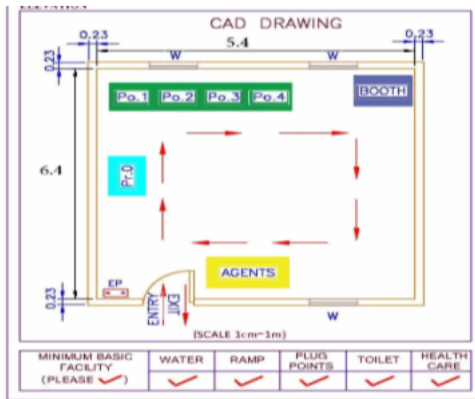 ELEVATION
CAD DRAWING
0.23
5.4
0.23
W
W
0.23
Po.1
Po.2
Po.3
Po.4
BOOTH
6.4
Pr.0
AGENTS
EP
0.23
ENTRY
EXIT
W
(SCALE 1cm=1m)
MINIMUM BASIC FACILITY (PLEASE ✓)
WATER
RAMP
PLUG POINTS
TOILET
HEALTH CARE